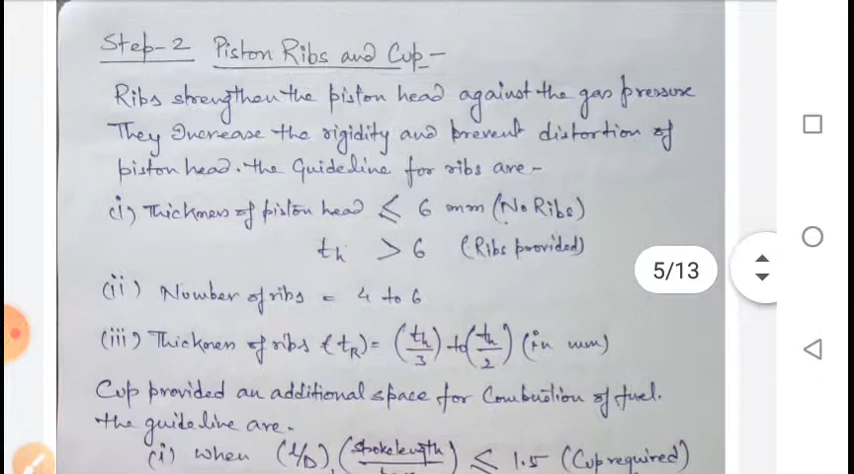 Step-2 Piston Ribs and Cup-
Ribs strengthen the piston head against the gas pressure
They Increase the rigidity and prevent distortion of
piston head. the Guideline for ribs are-
(i) Thickness of piston head ≤ 6 mm (No Ribs)
th > 6 (Ribs provided)
5/13
(ii) Number of ribs = 4 to 6
(iii) Thickness of ribs (tR) = (th/3) to (th/2) (in mm)
Cup provided an additional space for Combustion of fuel.
the guideline are.
(i) when (L/D) (stroke length/) ≤ 1.5 (Cup required)